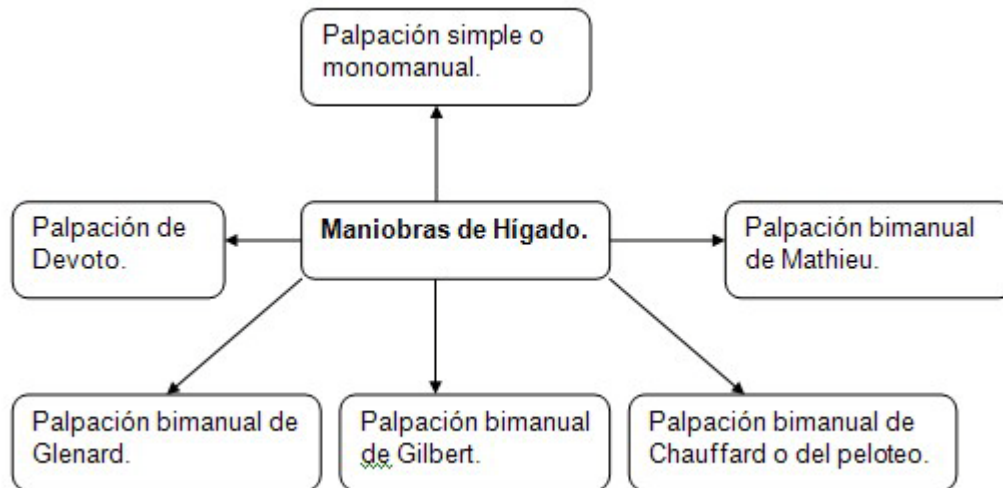 Palpación simple o
monomanual.
Palpación de
Devoto.
Maniobras de Hígado.
Palpación bimanual
de Mathieu.
Palpación bimanual de
Glenard.
Palpación bimanual
de Gilbert.
Palpación bimanual de
Chauffard o del peloteo.